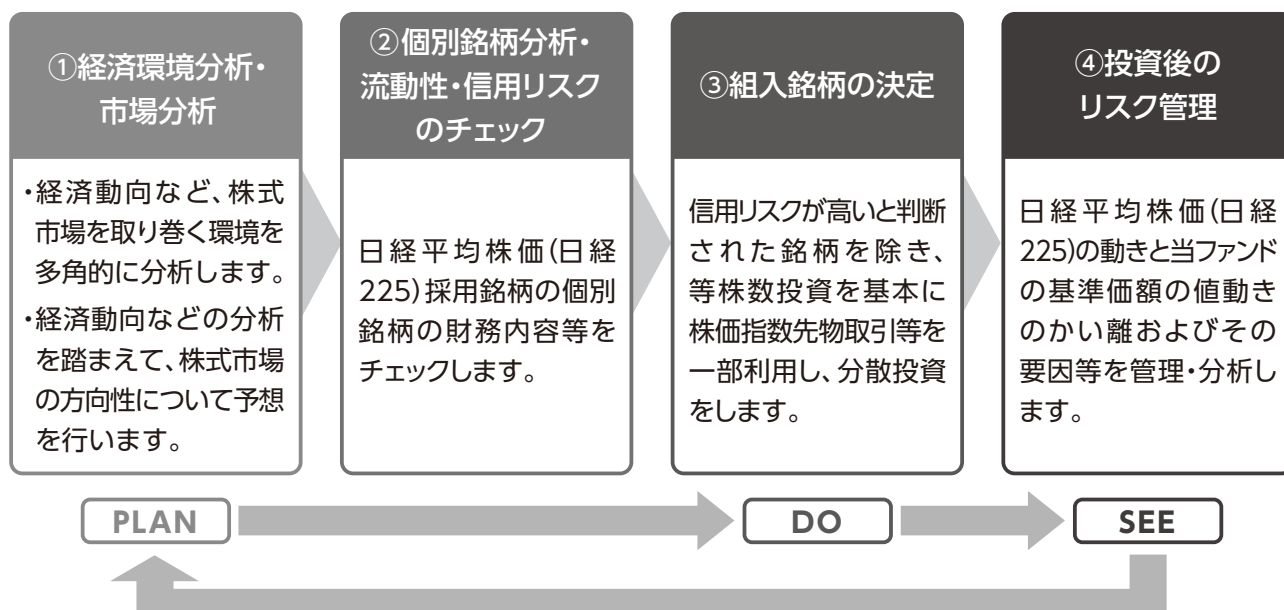 ①経済環境分析・
市場分析
・経済動向など、株式
市場を取り巻く環境を
多角的に分析します。
・経済動向などの分析
を踏まえて、株式市場
の方向性について予想
を行います。
②個別銘柄分析・
流動性・信用リスク
のチェック
日経平均株価(日経
225)採用銘柄の個別
銘柄の財務内容等を
チェックします。
③組入銘柄の決定
信用リスクが高いと判断
された銘柄を除き、
等株数投資を基本に
株価指数先物取引等を
一部利用し、分散投資
をします。
④投資後の
リスク管理
日経平均株価(日経
225)の動きと当ファンド
の基準価額の値動き
のかい離およびその
要因等を管理・分析し
ます。
PLAN
DO
SEE